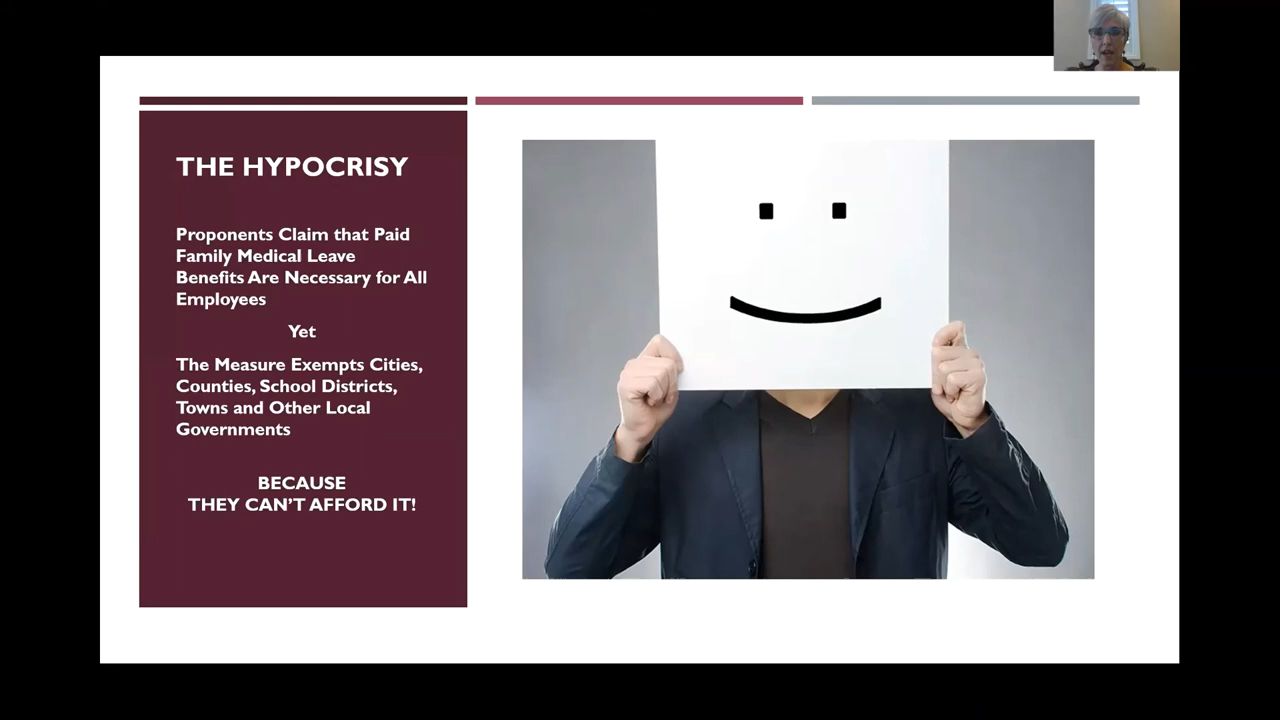 THE HYPOCRISY
Proponents Claim that Paid
Family Medical Leave
Benefits Are Necessary for All
Employees
Yet
The Measure Exempts Cities,
Counties, School Districts,
Towns and Other Local
Governments
BECAUSE
THEY CAN'T AFFORD IT!